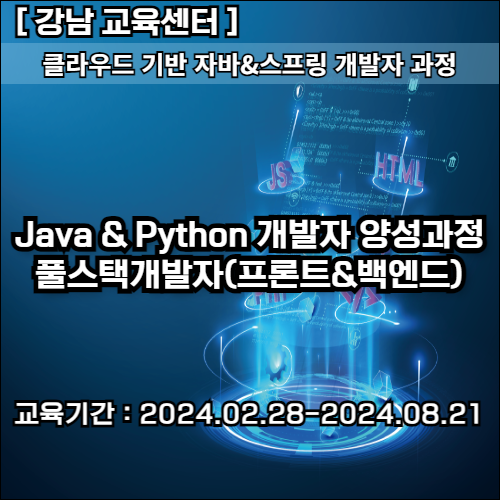 [ 강남 교육센터 ]
클라우드 기반 자바&스프링 개발자 과정
JS
HTML
Java & Python 개발자 양성과정
풀스택개발자(프론트&백엔드)
</>
교육기간 : 2024.02.28-2024.08.21